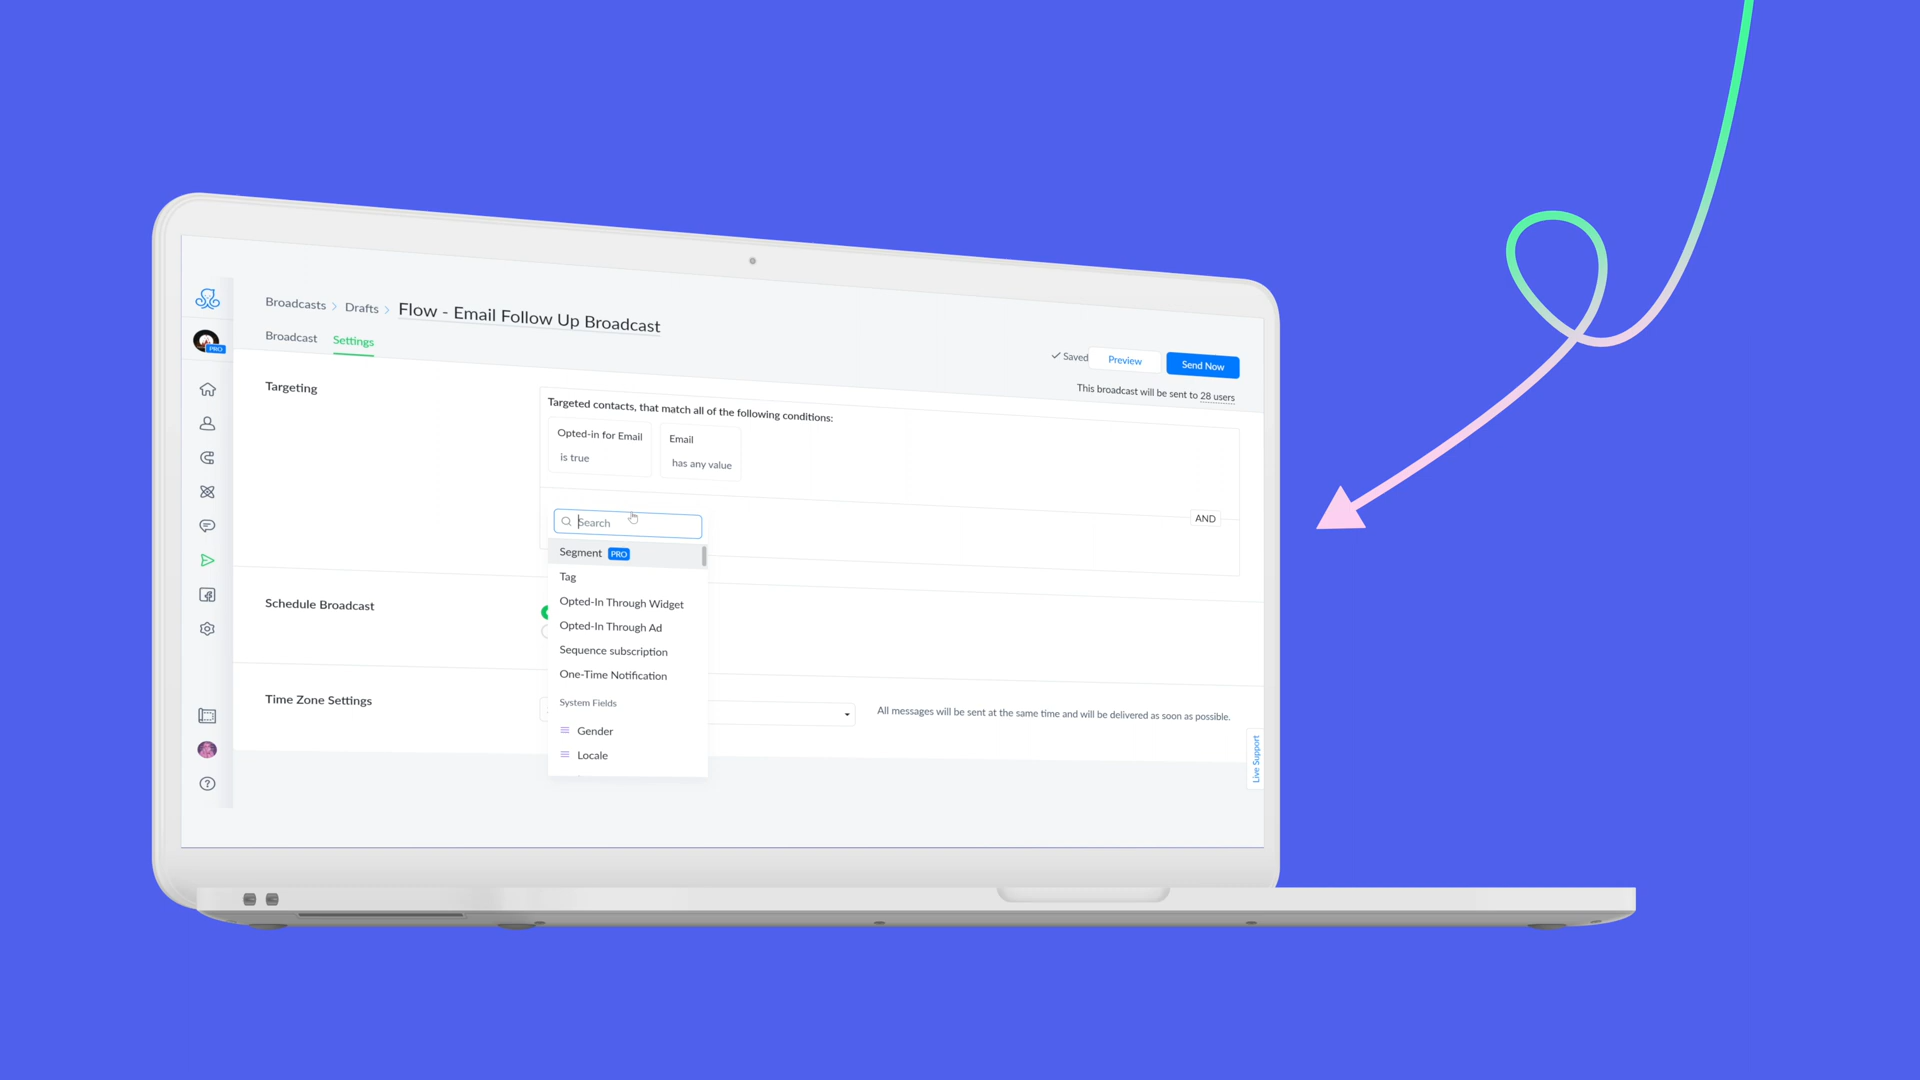 Broadcasts > Drafts > Flow - Email Follow Up Broadcast
PRO
Broadcast Settings
✓ Saved Preview Send Now
This broadcast will be sent to 28 users
Targeting
Targeted contacts, that match all of the following conditions:
Opted-in for Email
is true
Email
has any value
AND
Search
Segment PRO
Tag
Opted-In Through Widget
Opted-In Through Ad
Sequence subscription
One-Time Notification
System Fields
Gender
Locale
Schedule Broadcast
Time Zone Settings
All messages will be sent at the same time and will be delivered as soon as possible.
Live Support